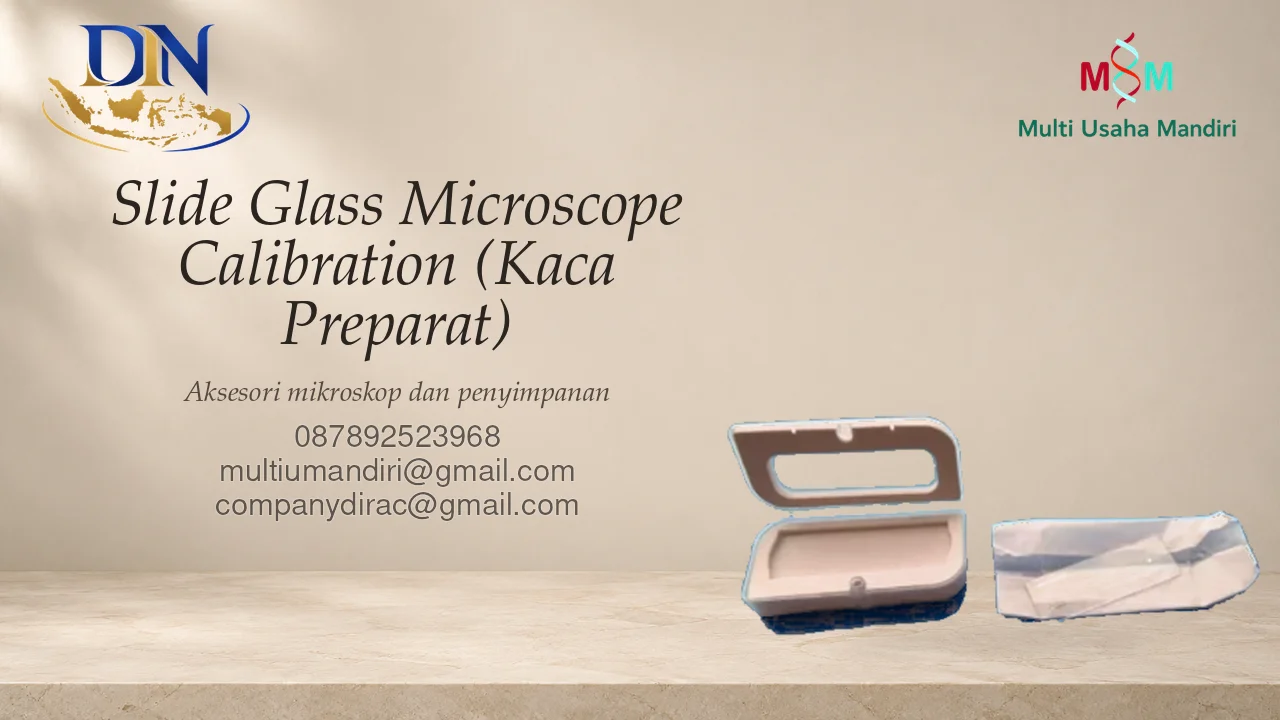 DIN
M M
Multi Usaha Mandiri
Slide Glass Microscope
Calibration (Kaca
Preparat)
Aksesori mikroskop dan penyimpanan
087892523968
multiumandiri@gmail.com
companydirac@gmail.com